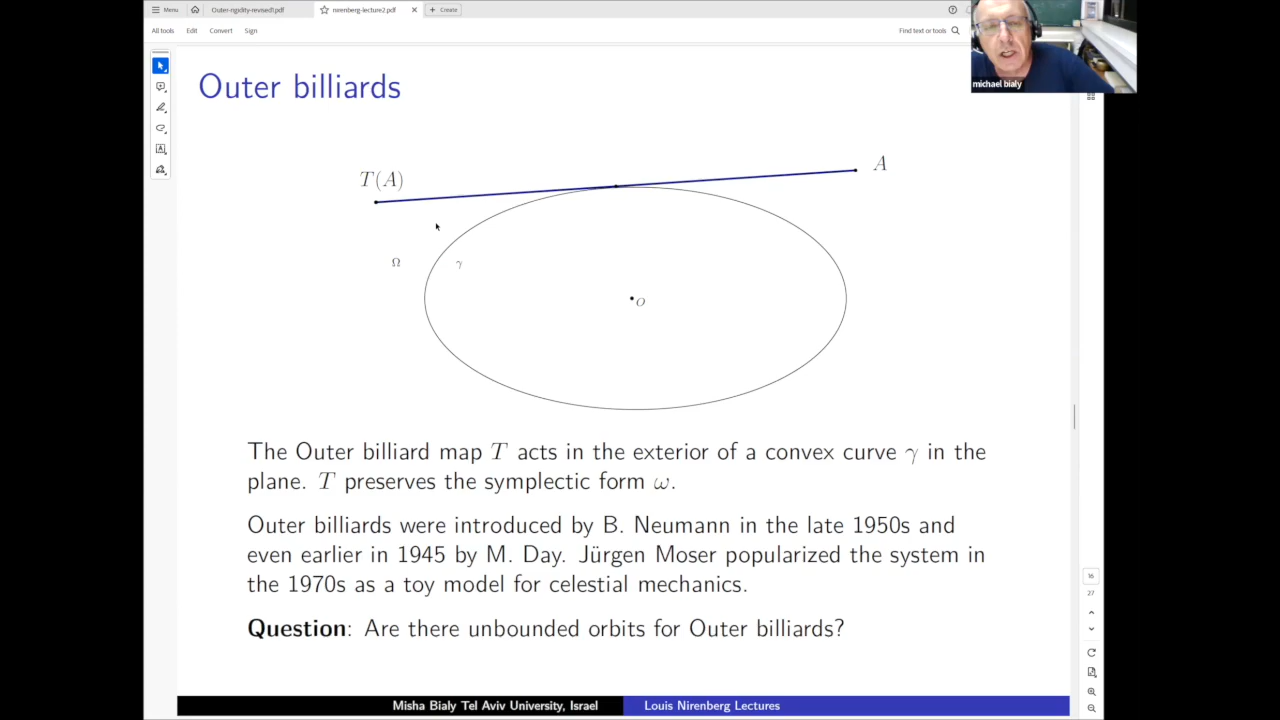 Menu
Outer-rigidity-revised1.pdf
nirenberg-lecture2.pdf
Create
All tools
Edit
Convert
Sign
Find text or tools
michael bialy
Outer billiards
T(A)
A
Ω
γ
O
The Outer billiard map T acts in the exterior of a convex curve γ in the
plane. T preserves the symplectic form ω.
Outer billiards were introduced by B. Neumann in the late 1950s and
even earlier in 1945 by M. Day. Jürgen Moser popularized the system in
the 1970s as a toy model for celestial mechanics.
Question: Are there unbounded orbits for Outer billiards?
16
27
Misha Bialy Tel Aviv University, Israel
Louis Nirenberg Lectures